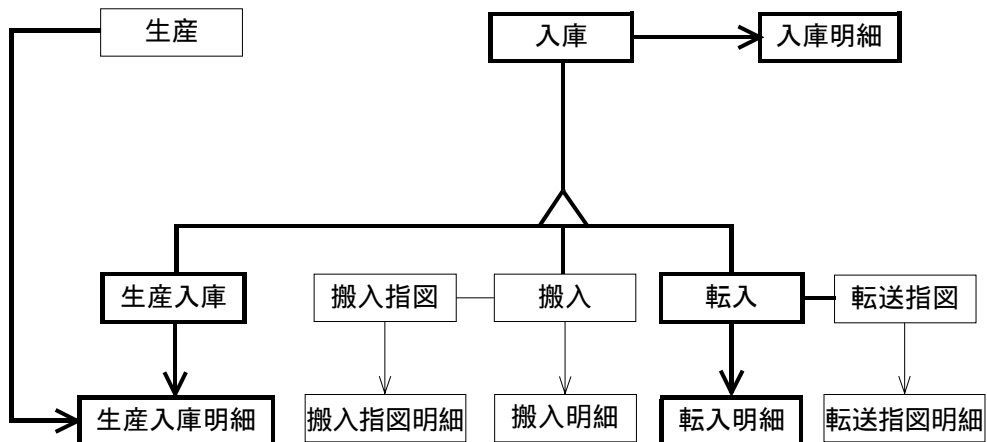 生産
入庫
入庫明細
生産入庫
搬入指図
搬入
転入
転送指図
生産入庫明細
搬入指図明細
搬入明細
転入明細
転送指図明細